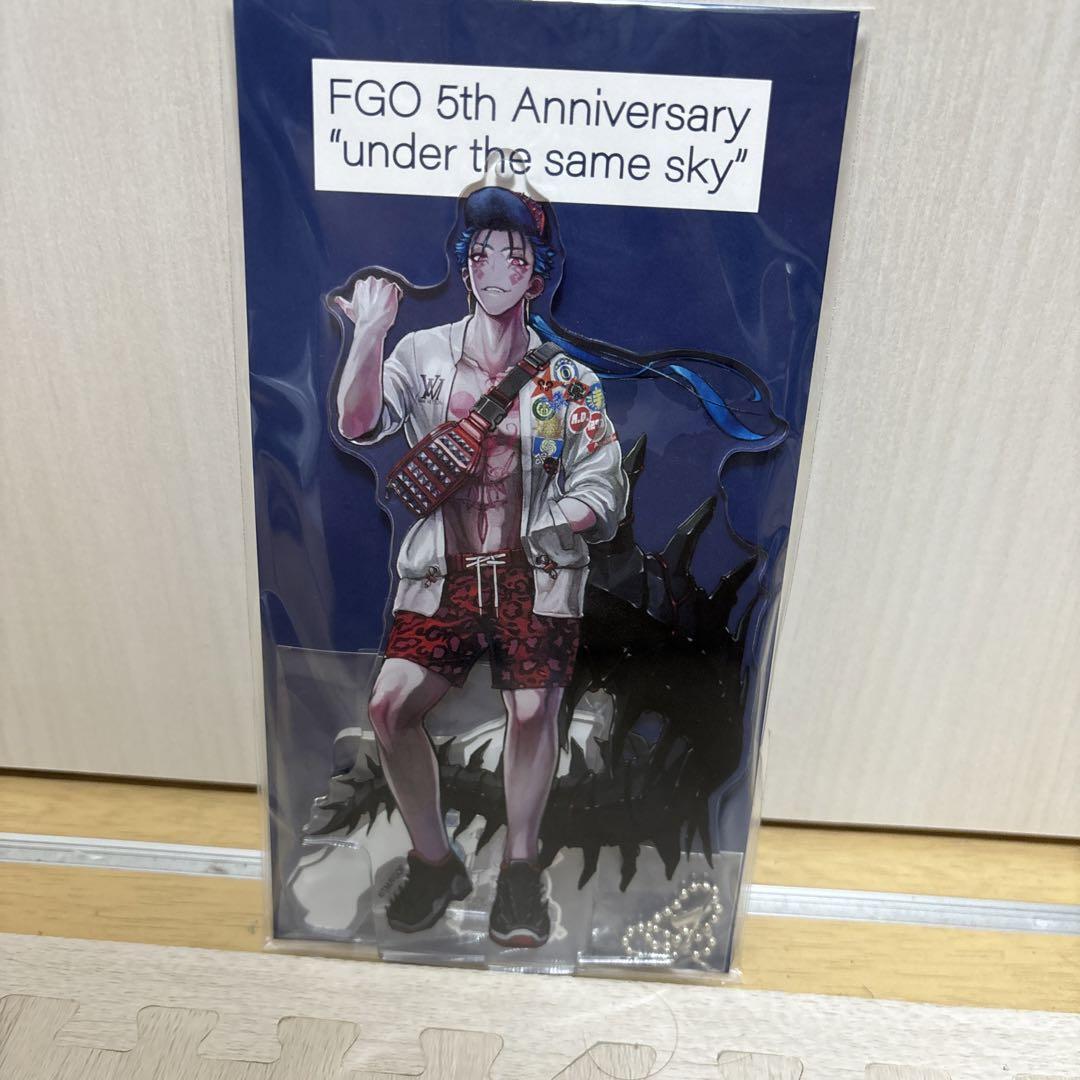 FGO 5th Anniversary
“under the same sky”